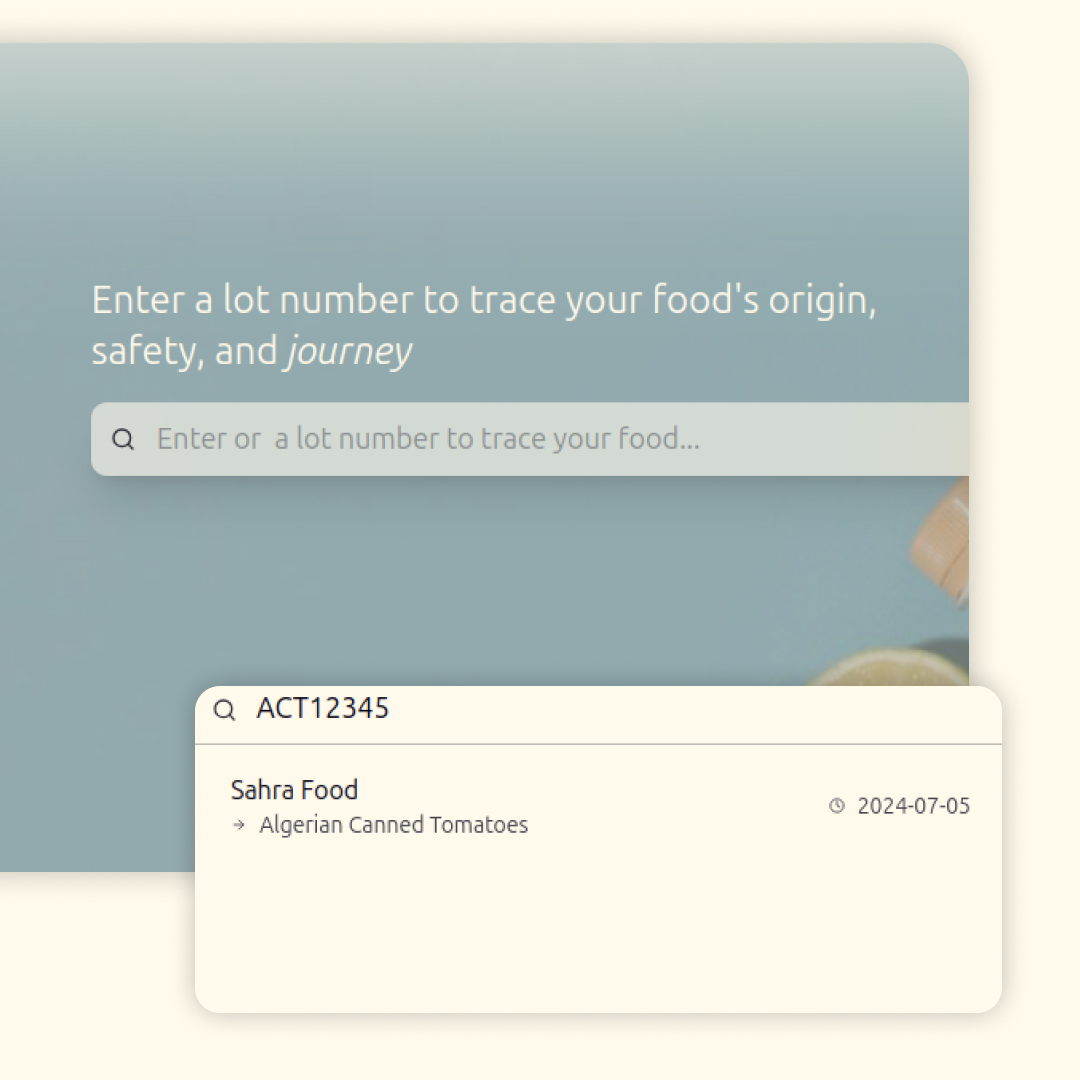 Enter a lot number to trace your food's origin,
safety, and journey
Enter or  a lot number to trace your food...
ACT12345
Sahra Food
→ Algerian Canned Tomatoes
2024-07-05